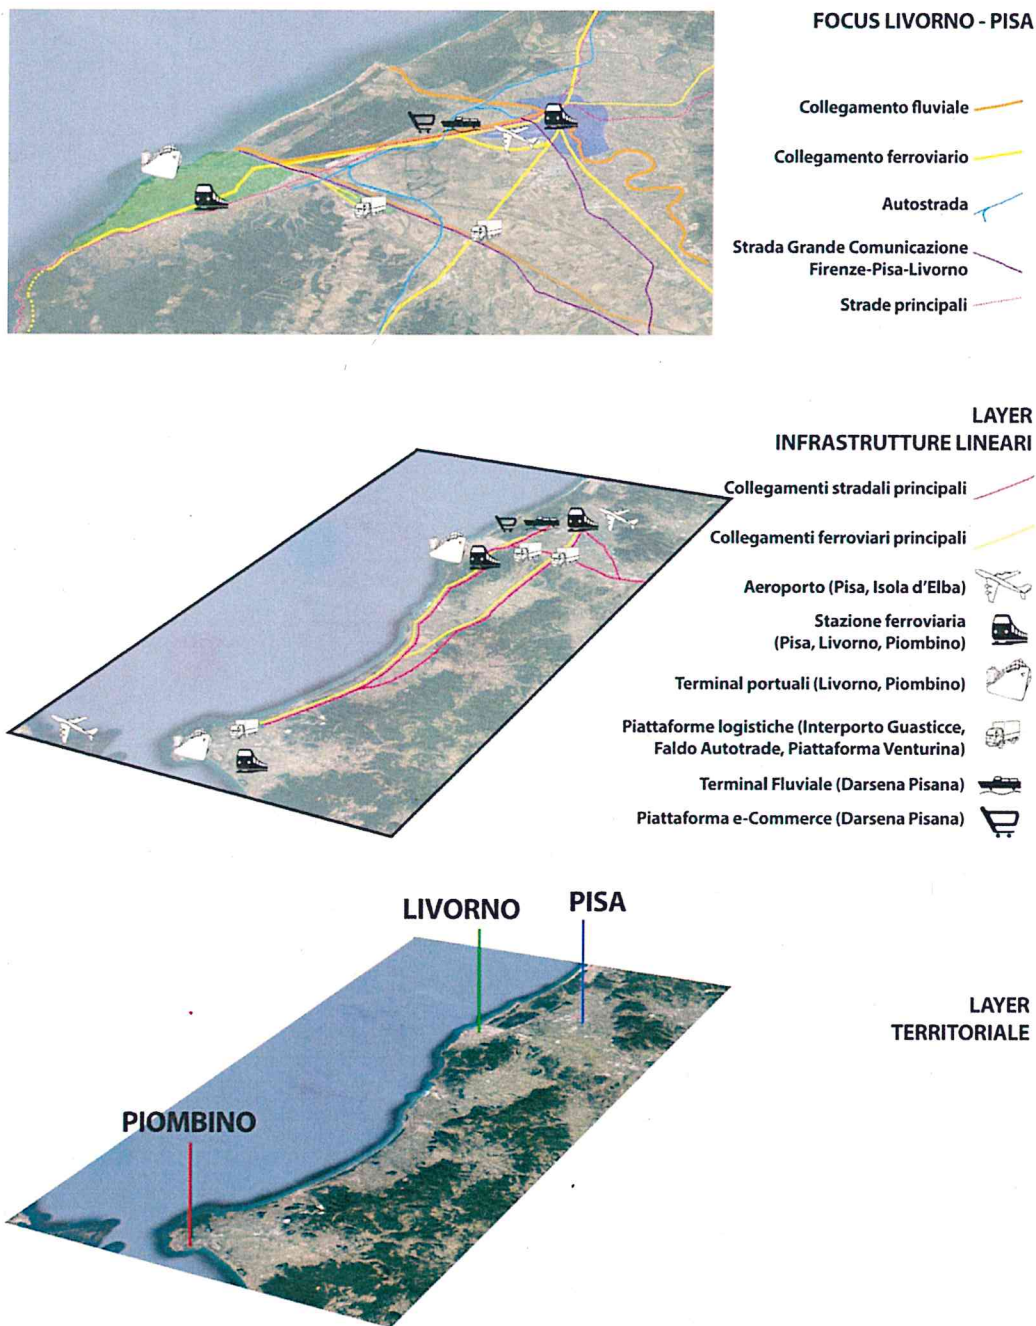 FOCUS LIVORNO - PISA
Collegamento fluviale
Collegamento ferroviario
Autostrada
Strada Grande Comunicazione
Firenze-Pisa-Livorno
Strade principali
LAYER
INFRASTRUTTURE LINEARI
Collegamenti stradali principali
Collegamenti ferroviari principali
Aeroporto (Pisa, Isola d'Elba)
Stazione ferroviaria
(Pisa, Livorno, Piombino)
Terminal portuali (Livorno, Piombino)
Piattaforme logistiche (Interporto Guasticce,
Faldo Autotrade, Piattaforma Venturina)
Terminal Fluviale (Darsena Pisana)
Piattaforma e-Commerce (Darsena Pisana)
LIVORNO
PISA
LAYER
TERRITORIALE
PIOMBINO